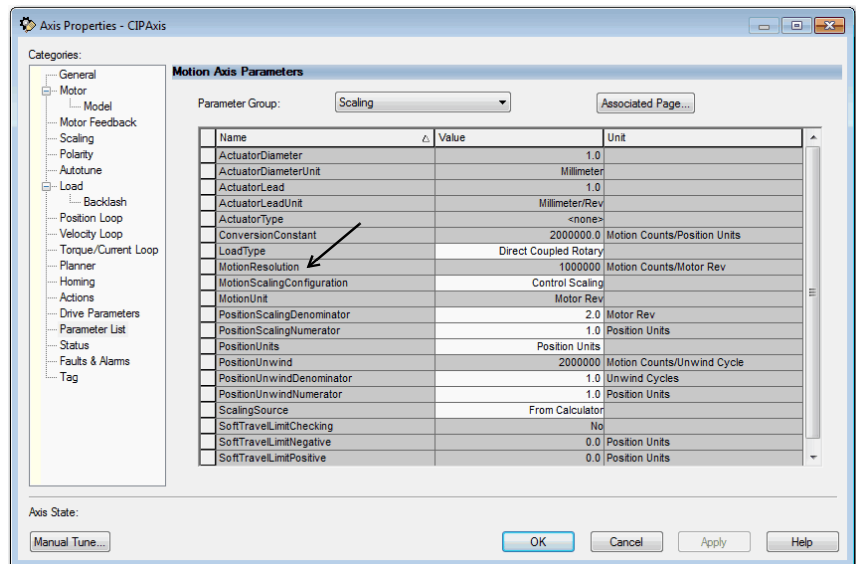 Axis Properties - CIPAxis
Categories:
General
Motor
Model
Motor Feedback
Scaling
Polarity
Autotune
Load
Backlash
Position Loop
Velocity Loop
Torque/Current Loop
Planner
Homing
Actions
Drive Parameters
Parameter List
Status
Faults & Alarms
Tag
Motion Axis Parameters
Parameter Group: Scaling Associated Page...
Name Value Unit
ActuatorDiameter 1.0
ActuatorDiameterUnit Millimeter
ActuatorLead 1.0
ActuatorLeadUnit Millimeter/Rev
ActuatorType <none>
ConversionConstant 2000000.0 Motion Counts/Position Units
LoadType Direct Coupled Rotary
MotionResolution 1000000 Motion Counts/Motor Rev
MotionScalingConfiguration Control Scaling
MotionUnit Motor Rev
PositionScalingDenominator 2.0 Motor Rev
PositionScalingNumerator 1.0 Position Units
PositionUnits Position Units
PositionUnwind 2000000 Motion Counts/Unwind Cycle
PositionUnwindDenominator 1.0 Unwind Cycles
PositionUnwindNumerator 1.0 Position Units
ScalingSource From Calculator
SoftTravelLimitChecking No
SoftTravelLimitNegative 0.0 Position Units
SoftTravelLimitPositive 0.0 Position Units
Axis State:
Manual Tune... OK Cancel Apply Help